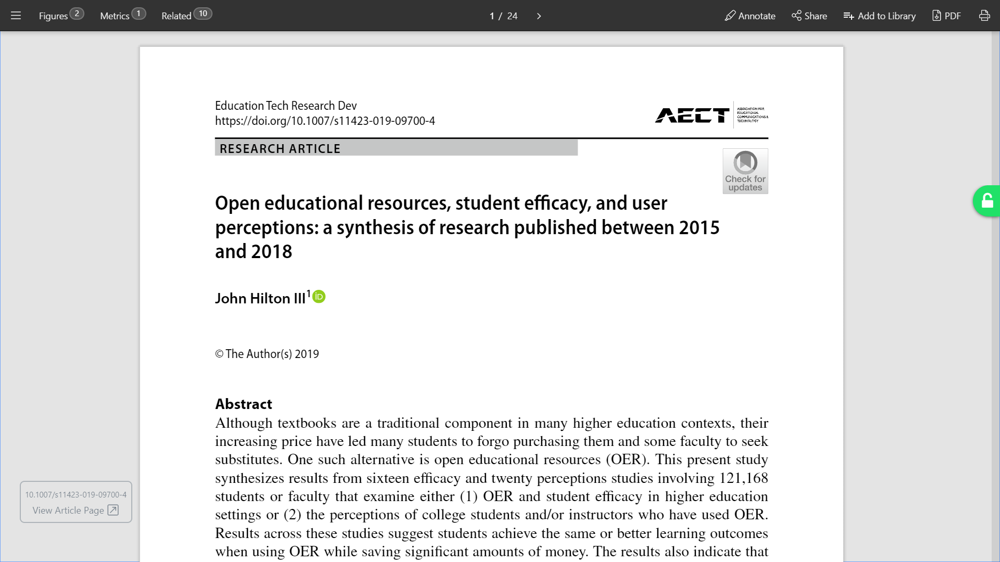 Figures 2 Metrics 1 Related 10 1 / 24 Annotate Share Add to Library PDF
Education Tech Research Dev
https://doi.org/10.1007/s11423-019-09700-4
AECT
ASSOCIATION FOR
EDUCATIONAL
COMMUNICATIONS &
TECHNOLOGY
RESEARCH ARTICLE
Check for
updates
Open educational resources, student efficacy, and user
perceptions: a synthesis of research published between 2015
and 2018
John Hilton III1 iD
© The Author(s) 2019
Abstract
Although textbooks are a traditional component in many higher education contexts, their
increasing price have led many students to forgo purchasing them and some faculty to seek
substitutes. One such alternative is open educational resources (OER). This present study
synthesizes results from sixteen efficacy and twenty perceptions studies involving 121,168
students or faculty that examine either (1) OER and student efficacy in higher education
settings or (2) the perceptions of college students and/or instructors who have used OER.
Results across these studies suggest students achieve the same or better learning outcomes
when using OER while saving significant amounts of money. The results also indicate that
10.1007/s11423-019-09700-4
View Article Page